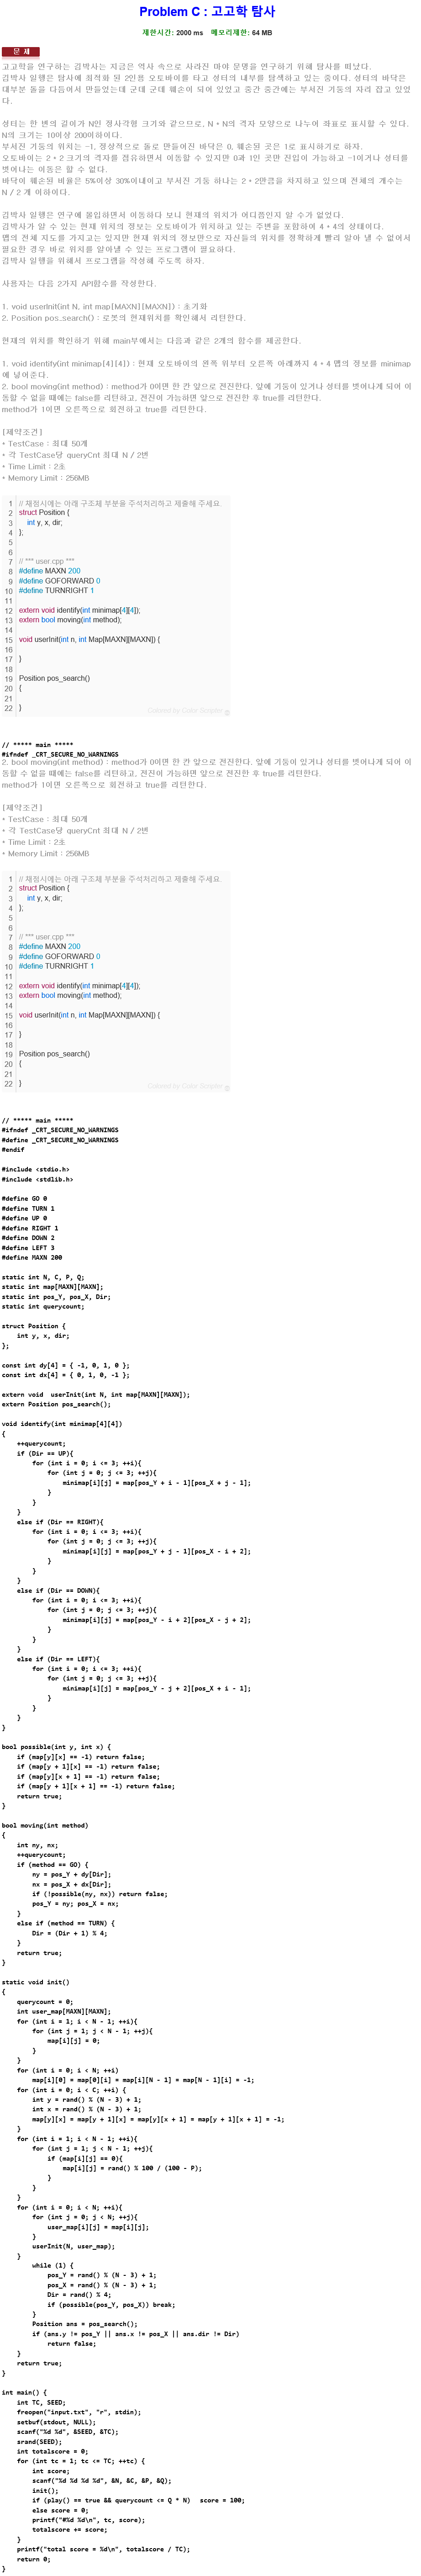 Problem C : 고고학 탐사
제한시간: 2000 ms 메모리제한: 64 MB
문 제
고고학을 연구하는 김박사는 지금은 역사 속으로 사라진 마야 문명을 연구하기 위해 탐사를 떠났다.
김박사 일행은 탐사에 최적화 된 2인용 오토바이를 타고 성터의 내부를 탐색하고 있는 중이다. 성터의 바닥은
대부분 돌을 다듬어서 만들었는데 군데 군데 훼손이 되어 있었고 중간 중간에는 부서진 기둥의 자리 잡고 있었
다.
성터는 한 변의 길이가 N인 정사각형 크기와 같으므로, N * N의 격자 모양으로 나누어 좌표로 표시할 수 있다.
N의 크기는 10이상 200이하이다.
부서진 기둥의 위치는 -1, 정상적으로 돌로 만들어진 바닥은 0, 훼손된 곳은 1로 표시하기로 하자.
오토바이는 2 * 2 크기의 격자를 점유하면서 이동할 수 있지만 0과 1인 곳만 진입이 가능하고 -1이거나 성터를
벗어나는 이동은 할 수 없다.
바닥이 훼손된 비율은 5%이상 30%이내이고 부서진 기둥 하나는 2 * 2만큼을 차지하고 있으며 전체의 개수는
N / 2 개 이하이다.
김박사 일행은 연구에 몰입하면서 이동하다 보니 현재의 위치가 어디쯤인지 알 수가 없었다.
김박사가 알 수 있는 현재 위치의 정보는 오토바이가 위치하고 있는 주변을 포함하여 4 * 4의 상태이다.
맵의 전체 지도를 가지고는 있지만 현재 위치의 정보만으로 자신들의 위치를 정확하게 빨리 알아 낼 수 없어서
필요한 경우 바로 위치를 알아낼 수 있는 프로그램이 필요하다.
김박사 일행을 위해서 프로그램을 작성해 주도록 하자.
사용자는 다음 2가지 API함수를 작성한다.
1. void userInit(int N, int map[MAXN][MAXN]) : 초기화
2. Position pos_search() : 로봇의 현재위치를 확인해서 리턴한다.
현재의 위치를 확인하기 위해 main부에서는 다음과 같은 2개의 함수를 제공한다.
1. void identify(int minimap[4][4]) : 현재 오토바이의 왼쪽 위부터 오른쪽 아래까지 4 * 4 맵의 정보를 minimap
에 넣어준다.
2. bool moving(int method) : method가 0이면 한 칸 앞으로 전진한다. 앞에 기둥이 있거나 성터를 벗어나게 되어 이
동할 수 없을 때에는 false를 리턴하고, 전진이 가능하면 앞으로 전진한 후 true를 리턴한다.
method가 1이면 오른쪽으로 회전하고 true를 리턴한다.
[제약조건]
* TestCase : 최대 50개
* 각 TestCase당 queryCnt 최대 N / 2번
* Time Limit : 2초
* Memory Limit : 256MB
1 // 채점시에는 아래 구조체 부분을 주석처리하고 제출해 주세요.
2 struct Position {
3 int y, x, dir;
4 };
5
6
7 // *** user.cpp ***
8 #define MAXN 200
9 #define GOFORWARD 0
10 #define TURNRIGHT 1
11
12 extern void identify(int minimap[4][4]);
13 extern bool moving(int method);
14
15 void userInit(int n, int Map[MAXN][MAXN]) {
16
17 }
18
19 Position pos_search()
20 {
21
22 }
Colored by Color Scripter
// ***** main *****
#ifndef _CRT_SECURE_NO_WARNINGS
2. bool moving(int method) : method가 0이면 한 칸 앞으로 전진한다. 앞에 기둥이 있거나 성터를 벗어나게 되어 이
동할 수 없을 때에는 false를 리턴하고, 전진이 가능하면 앞으로 전진한 후 true를 리턴한다.
method가 1이면 오른쪽으로 회전하고 true를 리턴한다.
[제약조건]
* TestCase : 최대 50개
* 각 TestCase당 queryCnt 최대 N / 2번
* Time Limit : 2초
* Memory Limit : 256MB
1 // 채점시에는 아래 구조체 부분을 주석처리하고 제출해 주세요.
2 struct Position {
3 int y, x, dir;
4 };
5
6
7 // *** user.cpp ***
8 #define MAXN 200
9 #define GOFORWARD 0
10 #define TURNRIGHT 1
11
12 extern void identify(int minimap[4][4]);
13 extern bool moving(int method);
14
15 void userInit(int n, int Map[MAXN][MAXN]) {
16
17 }
18
19 Position pos_search()
20 {
21
22 }
Colored by Color Scripter
// ***** main *****
#ifndef _CRT_SECURE_NO_WARNINGS
#define _CRT_SECURE_NO_WARNINGS
#endif
#include <stdio.h>
#include <stdlib.h>
#define GO 0
#define TURN 1
#define UP 0
#define RIGHT 1
#define DOWN 2
#define LEFT 3
#define MAXN 200
static int N, C, P, Q;
static int map[MAXN][MAXN];
static int pos_Y, pos_X, Dir;
static int querycount;
struct Position {
int y, x, dir;
};
const int dy[4] = { -1, 0, 1, 0 };
const int dx[4] = { 0, 1, 0, -1 };
extern void userInit(int N, int map[MAXN][MAXN]);
extern Position pos_search();
void identify(int minimap[4][4])
{
++querycount;
if (Dir == UP){
for (int i = 0; i <= 3; ++i){
for (int j = 0; j <= 3; ++j){
minimap[i][j] = map[pos_Y + i - 1][pos_X + j - 1];
}
}
}
else if (Dir == RIGHT){
for (int i = 0; i <= 3; ++i){
for (int j = 0; j <= 3; ++j){
minimap[i][j] = map[pos_Y + j - 1][pos_X - i + 2];
}
}
}
else if (Dir == DOWN){
for (int i = 0; i <= 3; ++i){
for (int j = 0; j <= 3; ++j){
minimap[i][j] = map[pos_Y - i + 2][pos_X - j + 2];
}
}
}
else if (Dir == LEFT){
for (int i = 0; i <= 3; ++i){
for (int j = 0; j <= 3; ++j){
minimap[i][j] = map[pos_Y - j + 2][pos_X + i - 1];
}
}
}
}
bool possible(int y, int x) {
if (map[y][x] == -1) return false;
if (map[y + 1][x] == -1) return false;
if (map[y][x + 1] == -1) return false;
if (map[y + 1][x + 1] == -1) return false;
return true;
}
bool moving(int method)
{
int ny, nx;
++querycount;
if (method == GO) {
ny = pos_Y + dy[Dir];
nx = pos_X + dx[Dir];
if (!possible(ny, nx)) return false;
pos_Y = ny; pos_X = nx;
}
else if (method == TURN) {
Dir = (Dir + 1) % 4;
}
return true;
}
static void init()
{
querycount = 0;
int user_map[MAXN][MAXN];
for (int i = 1; i < N - 1; ++i){
for (int j = 1; j < N - 1; ++j){
map[i][j] = 0;
}
}
for (int i = 0; i < N; ++i)
map[i][0] = map[0][i] = map[i][N - 1] = map[N - 1][i] = -1;
for (int i = 0; i < C; ++i) {
int y = rand() % (N - 3) + 1;
int x = rand() % (N - 3) + 1;
map[y][x] = map[y + 1][x] = map[y][x + 1] = map[y + 1][x + 1] = -1;
}
for (int i = 1; i < N - 1; ++i){
for (int j = 1; j < N - 1; ++j){
if (map[i][j] == 0){
map[i][j] = rand() % 100 / (100 - P);
}
}
}
for (int i = 0; i < N; ++i){
for (int j = 0; j < N; ++j){
user_map[i][j] = map[i][j];
}
userInit(N, user_map);
}
while (1) {
pos_Y = rand() % (N - 3) + 1;
pos_X = rand() % (N - 3) + 1;
Dir = rand() % 4;
if (possible(pos_Y, pos_X)) break;
}
Position ans = pos_search();
if (ans.y != pos_Y || ans.x != pos_X || ans.dir != Dir)
return false;
}
return true;
}
int main() {
int TC, SEED;
freopen("input.txt", "r", stdin);
setbuf(stdout, NULL);
scanf("%d %d", &SEED, &TC);
srand(SEED);
int totalscore = 0;
for (int tc = 1; tc <= TC; ++tc) {
int score;
scanf("%d %d %d %d", &N, &C, &P, &Q);
init();
if (play() == true && querycount <= Q * N) score = 100;
else score = 0;
printf("#%d %d\n", tc, score);
totalscore += score;
}
printf("total score = %d\n", totalscore / TC);
return 0;
}